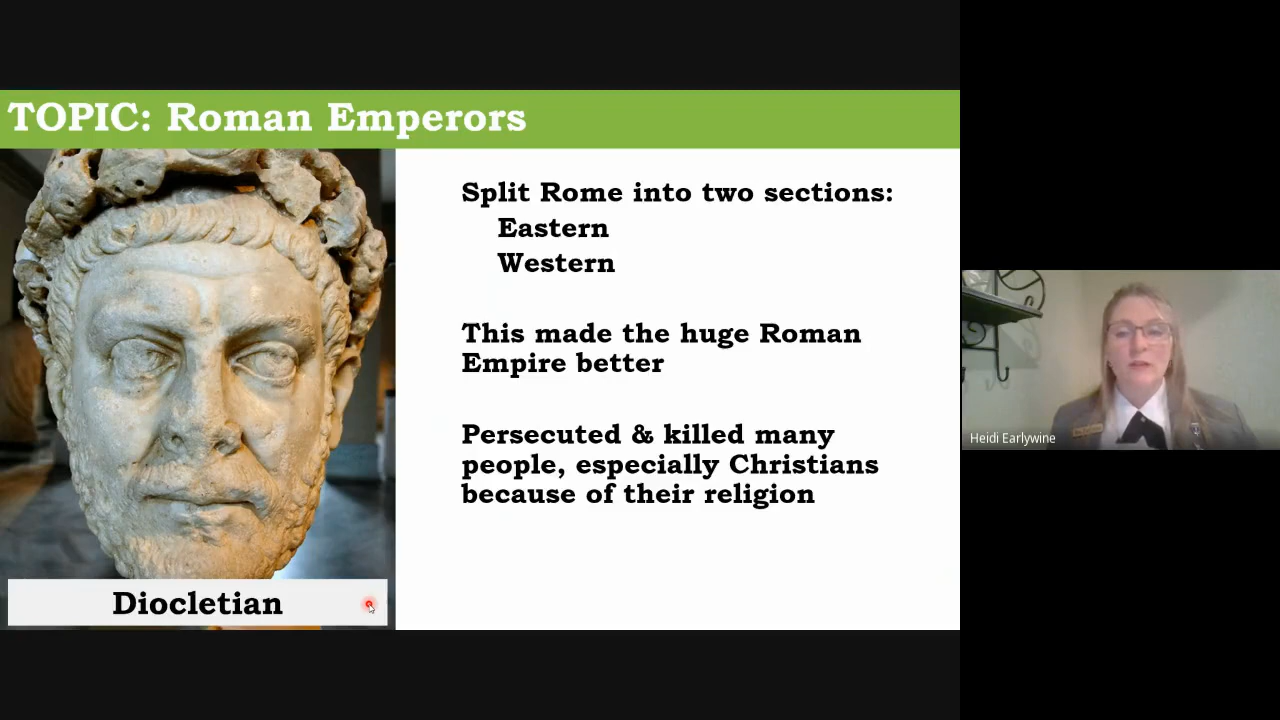 TOPIC: Roman Emperors
Split Rome into two sections:
Eastern
Western
This made the huge Roman
Empire better
Persecuted & killed many
people, especially Christians
because of their religion
Diocletian
Heidi Earlywine